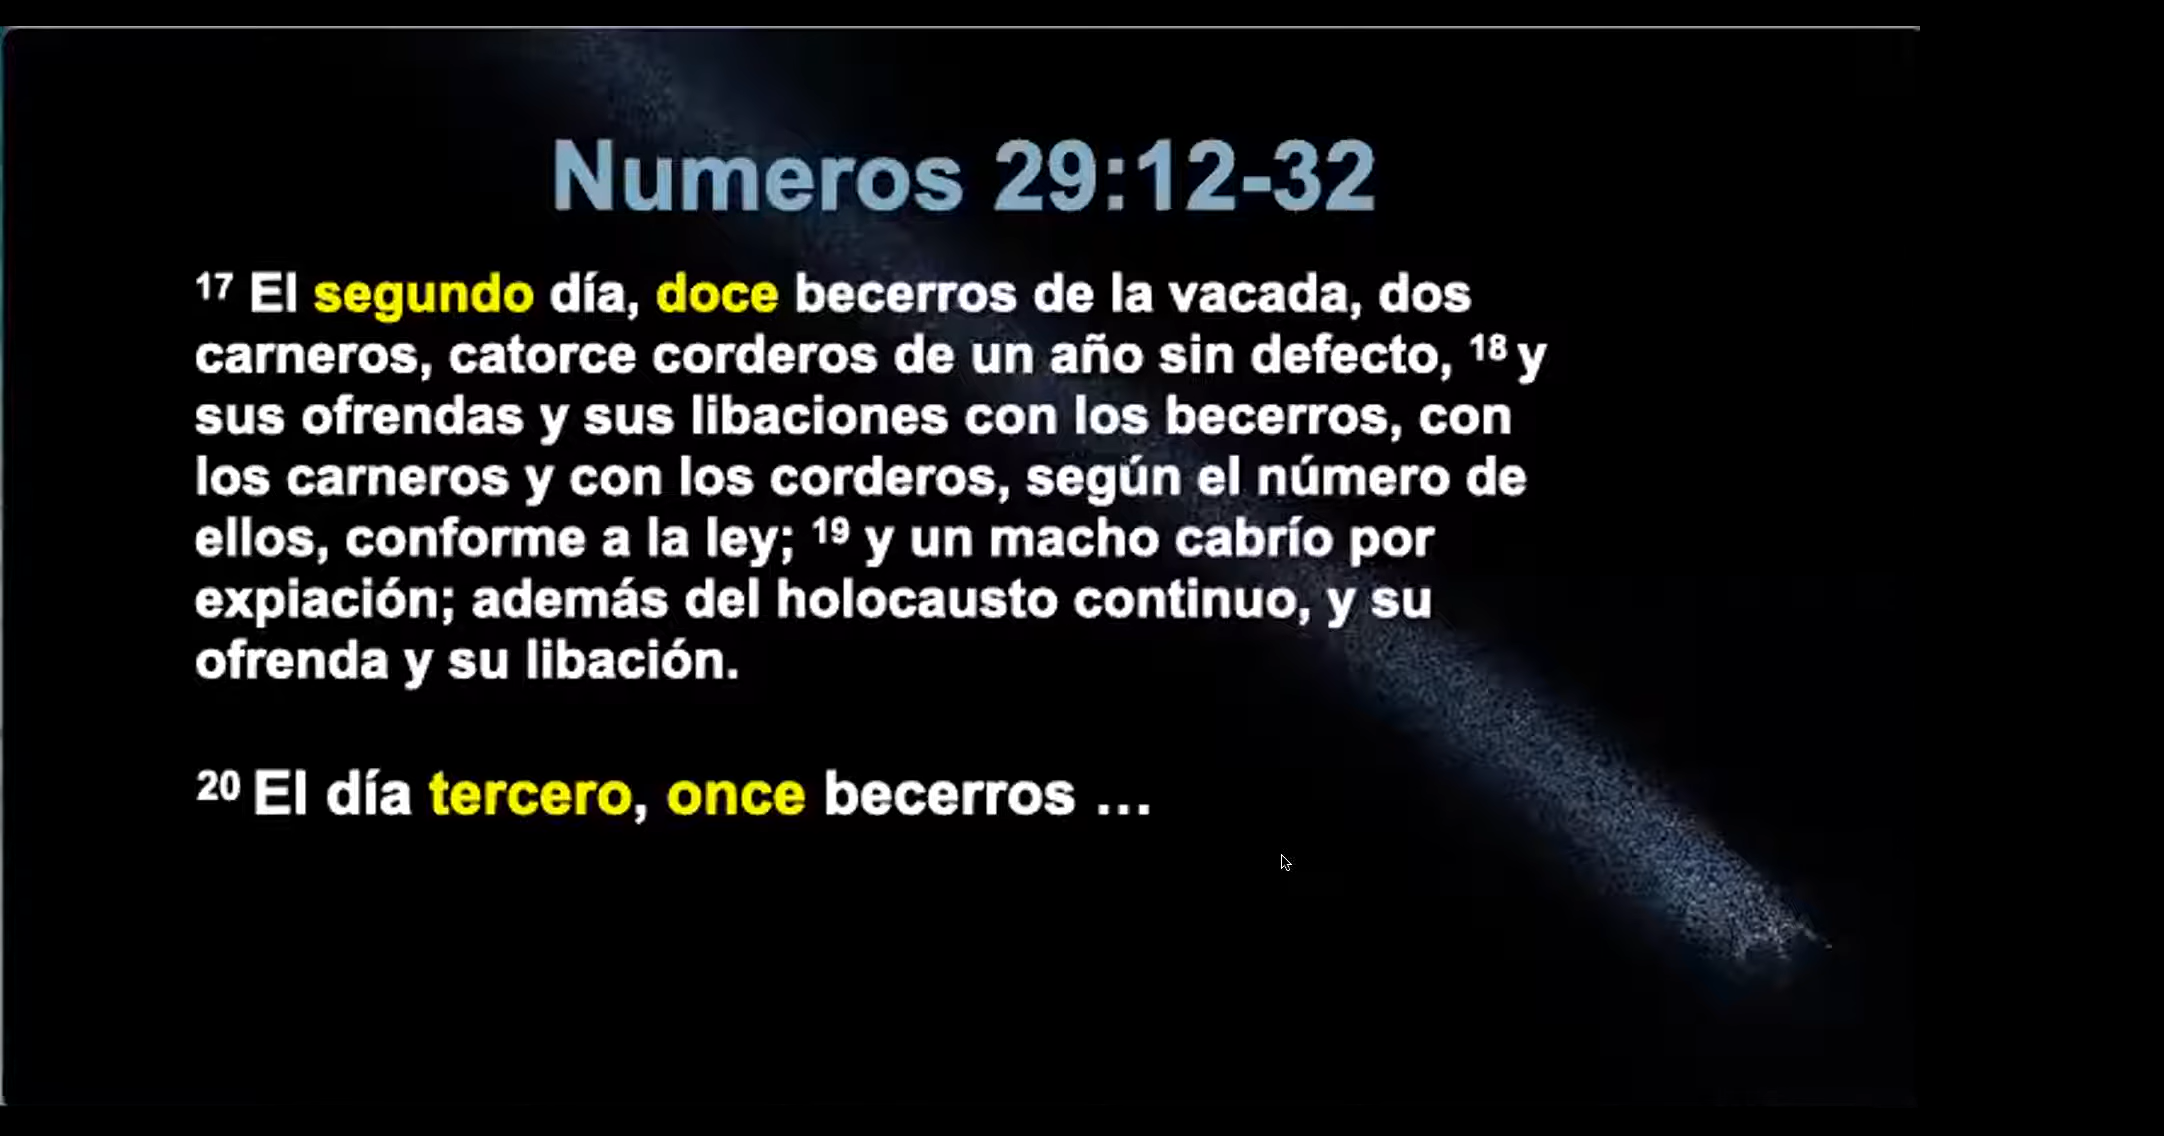 Numeros 29:12-32
17 El segundo día, doce becerros de la vacada, dos
carneros, catorce corderos de un año sin defecto, 18 y
sus ofrendas y sus libaciones con los becerros, con
los carneros y con los corderos, según el número de
ellos, conforme a la ley; 19 y un macho cabrío por
expiación; además del holocausto continuo, y su
ofrenda y su libación.
20 El día tercero, once becerros ...